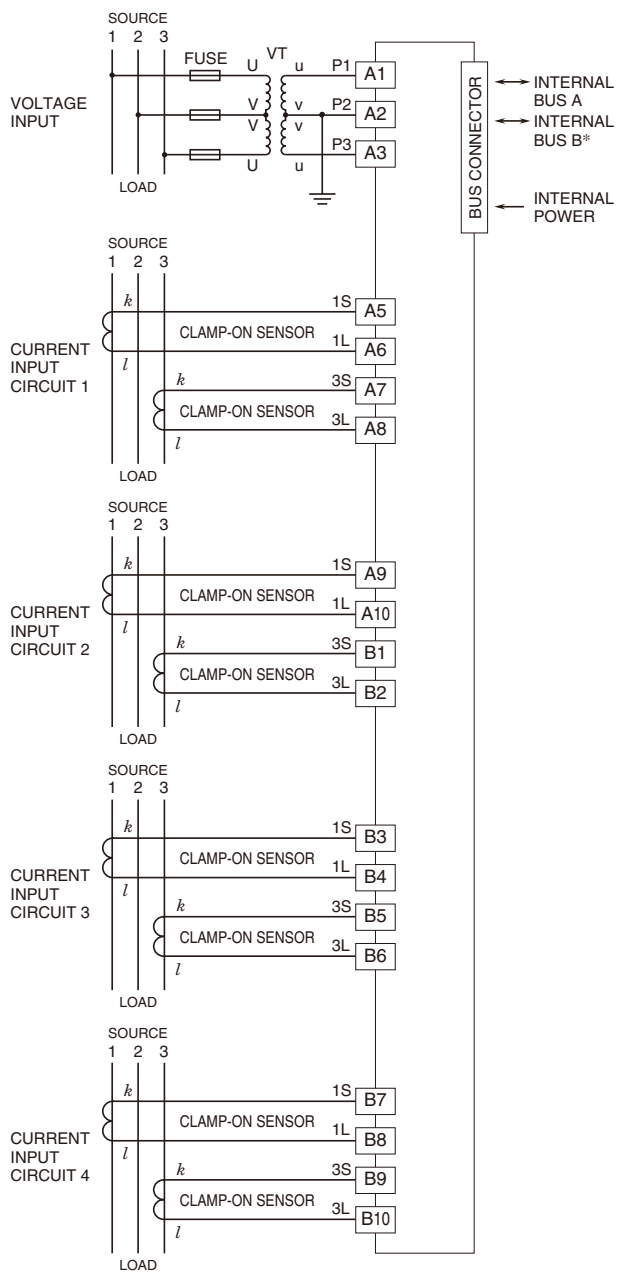 SOURCE
1 2 3
FUSE
VT
U u P1 A1
V v P2 A2
V v
U u P3 A3
VOLTAGE
INPUT
LOAD
BUS CONNECTOR
INTERNAL
BUS A
INTERNAL
BUS B*
INTERNAL
POWER
SOURCE
1 2 3
CURRENT
INPUT
CIRCUIT 1
k 1S A5
CLAMP-ON SENSOR
l 1L A6
k 3S A7
CLAMP-ON SENSOR
l 3L A8
LOAD
SOURCE
1 2 3
CURRENT
INPUT
CIRCUIT 2
k 1S A9
CLAMP-ON SENSOR
l 1L A10
k 3S B1
CLAMP-ON SENSOR
l 3L B2
LOAD
SOURCE
1 2 3
CURRENT
INPUT
CIRCUIT 3
k 1S B3
CLAMP-ON SENSOR
l 1L B4
k 3S B5
CLAMP-ON SENSOR
l 3L B6
LOAD
SOURCE
1 2 3
CURRENT
INPUT
CIRCUIT 4
k 1S B7
CLAMP-ON SENSOR
l 1L B8
k 3S B9
CLAMP-ON SENSOR
l 3L B10
LOAD